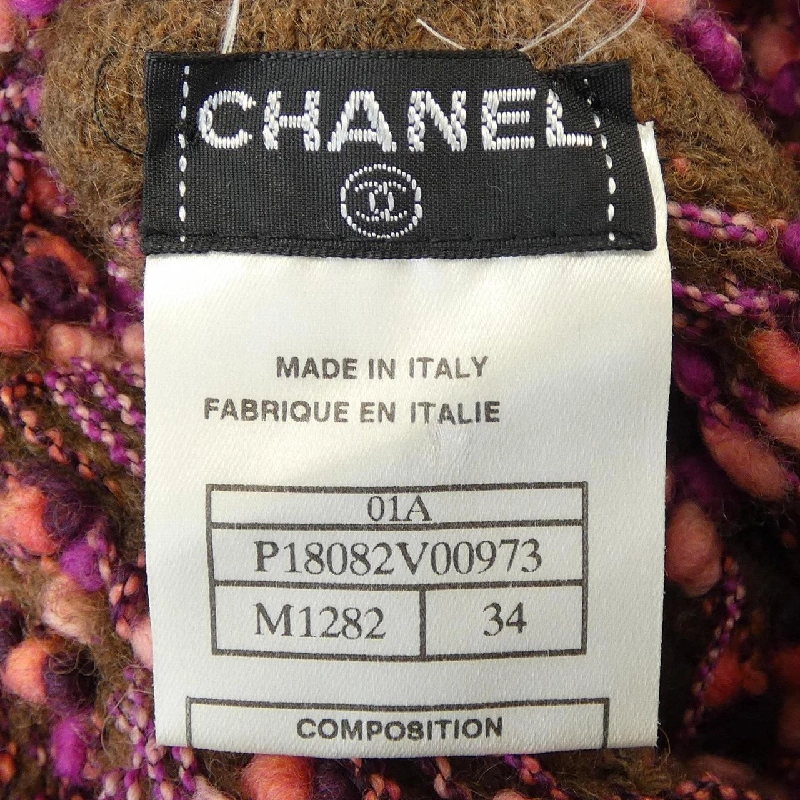 CHANEL
MADE IN ITALY
FABRIQUE EN ITALIE
01A
P18082V00973
M1282 34
COMPOSITION